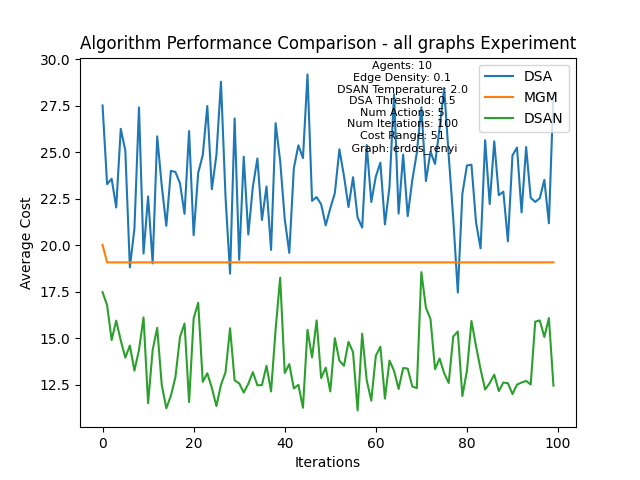 Algorithm Performance Comparison - all graphs Experiment
30.0
27.5
25.0
22.5
20.0
17.5
15.0
12.5
Average Cost
Agents: 10
Edge Density: 0.1
DSAN Temperature: 2.0
DSA Threshold: 0.5
Num Actions: 5
Num Iterations: 100
Cost Range: 51
Graph: erdos_renyi
DSA
MGM
DSAN
0 20 40 60 80 100
Iterations